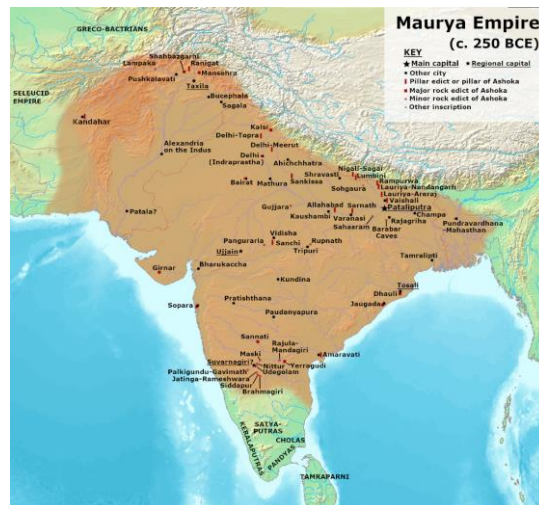 Maurya Empire
(c. 250 BCE)
KEY
Main capital
Regional capital
Other city
Pillar edict or pillar of Ashoka
Major rock edict of Ashoka
Minor rock edict of Ashoka
Other inscription
GRECO-BACTRIANS
Shahbazgarhi
Lampaka
Ranigat
Pushkalavati
Mansehra
Taxila
SELEUCID
EMPIRE
Bucephala
Sagala
Kandahar
Kalsi
Delhi-Topra
Alexandria
on the Indus
Delhi-Meerut
Delhi
(Indraprastha)
Ahichchhatra
Nigali-Sagar
Lumbini
Shravasti
Rampurwa
Bairat
Mathura
Sankissa
Sohgaura
Lauriya-Nandangarh
Lauriya-Araraj
Vaishali
Patala?
Gujjara
Allahabad
Sarnath
Pataliputra
Kaushambi
Varanasi
Champa
Sahasram
Rajagriha
Pundravardhana
-Mahasthan
Barabar
Caves
Vidisha
Panguraria
Sanchi
Rupnath
Ujjain
Tripuri
Tamralipti
Girnar
Bharukaccha
Kundina
Tosali
Dhauli
Sopara
Pratishthana
Jaugada
Paudanyapura
Sannati
Rajula-
Mandagiri
Maski
Amaravati
Suvarnagiri?
Nittur
Yerragudi
Palkigundu-Gavimath
Udegolam
Jatinga-Rameshwara
Siddapur
Brahmagiri
SATYA-
PUTRAS
KERALAPUTRAS
CHOLAS
PANDYAS
TAMRAPARNI